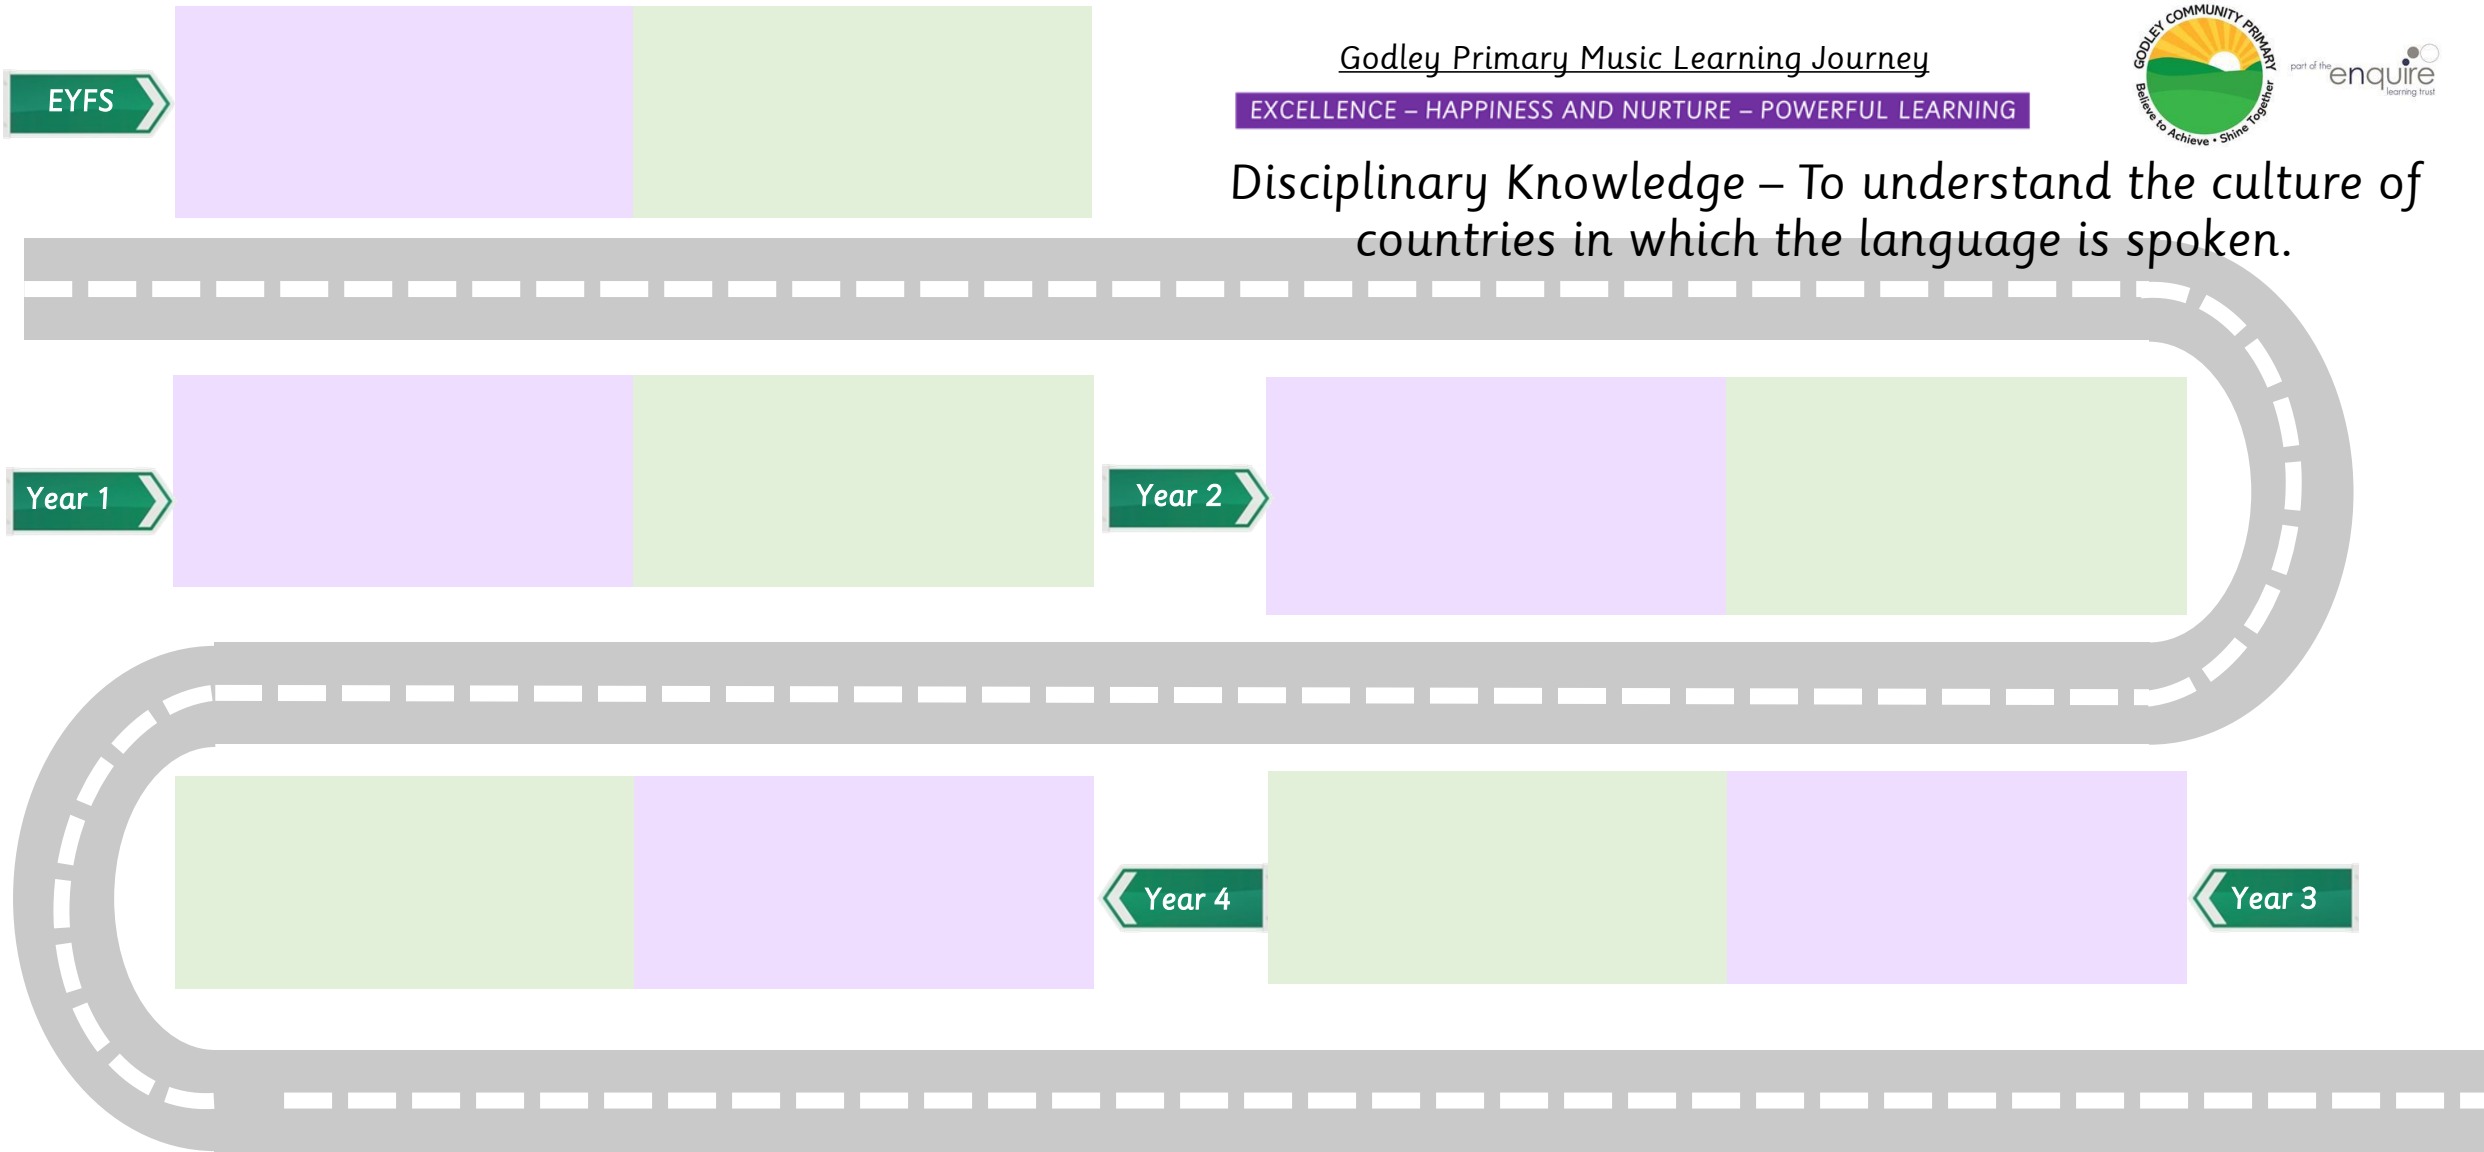 Godley Primary Music Learning Journey
EXCELLENCE – HAPPINESS AND NURTURE – POWERFUL LEARNING
GODLEY COMMUNITY PRIMARY
Believe to Achieve • Shine Together
part of the enquire
learning trust
Disciplinary Knowledge – To understand the culture of
countries in which the language is spoken.
EYFS
Year 1
Year 2
Year 3
Year 4